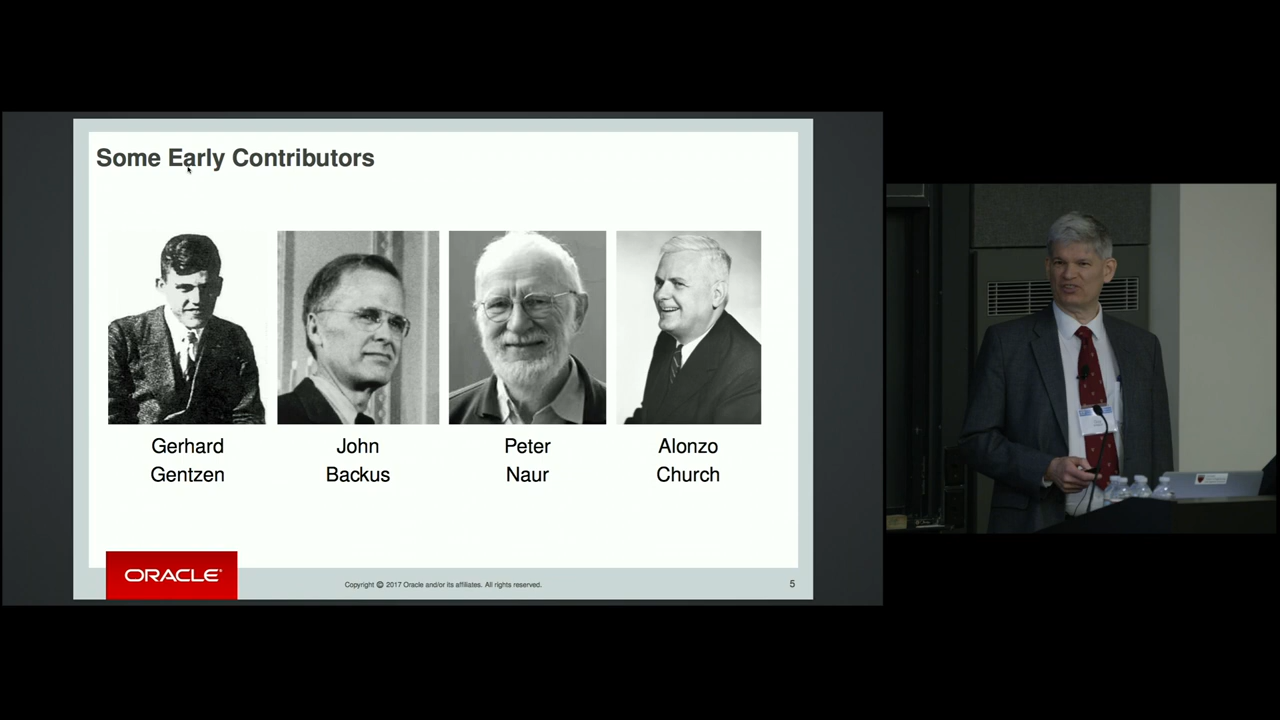 Some Early Contributors
Gerhard
Gentzen
John
Backus
Peter
Naur
Alonzo
Church
ORACLE
Copyright © 2017 Oracle and/or its affiliates. All rights reserved.
5